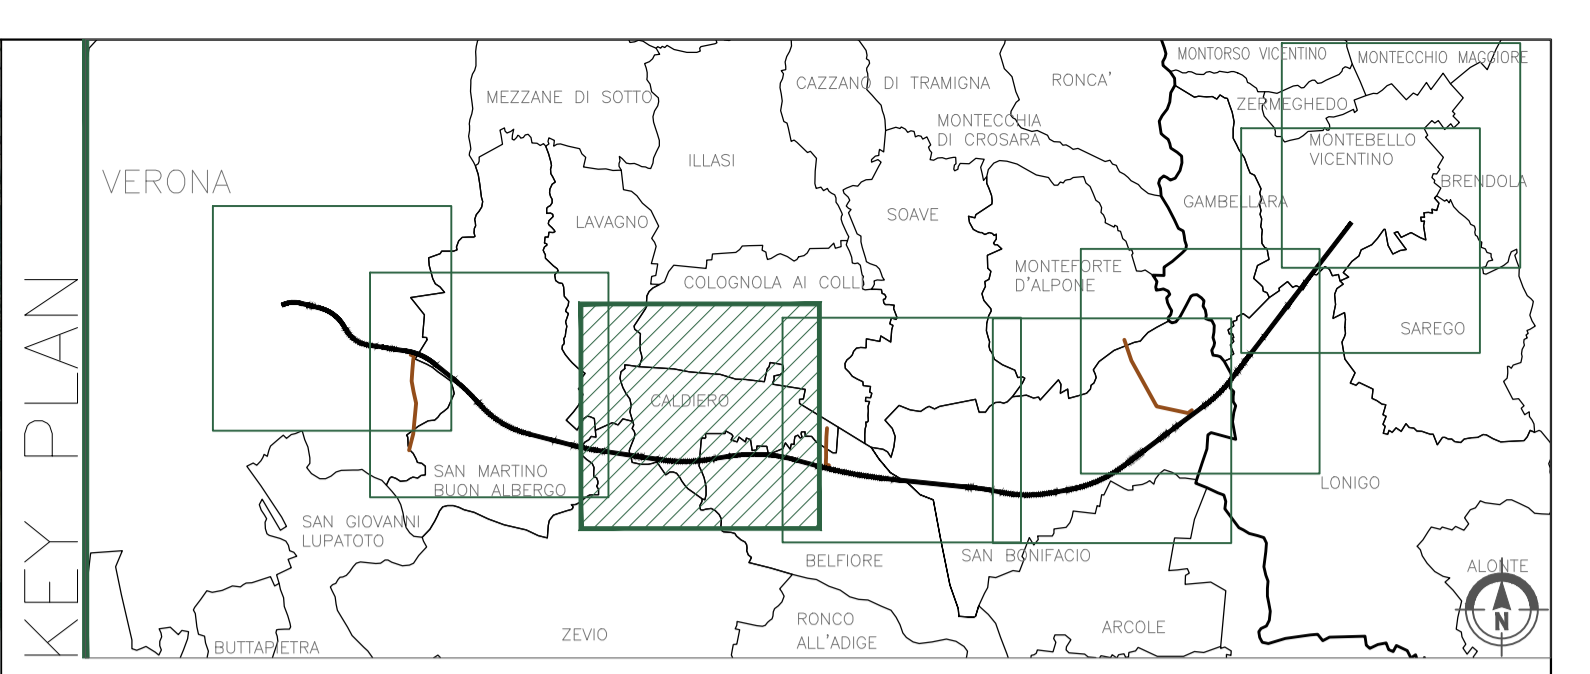 KEY PLAN
MONTORSO VICENTINO
MONTECCHIO MAGGIORE
MEZZANE DI SOTTO
CAZZANO DI TRAMIGNA
RONCA'
ZERMEGHEDO
MONTECCHIA
DI CROSARA
MONTEBELLO
VICENTINO
ILLASI
VERONA
BRENDOLA
GAMBELLARA
LAVAGNO
SOAVE
MONTEFORTE
D'ALPONE
COLOGNOLA AI COLLI
SAREGO
CALDIERO
SAN MARTINO
BUON ALBERGO
LONIGO
SAN GIOVANNI
LUPATOTO
BELFIORE
SAN BONIFACIO
ALONTE
RONCO
ALL'ADIGE
ARCOLE
ZEVIO
BUTTAPIETRA
N